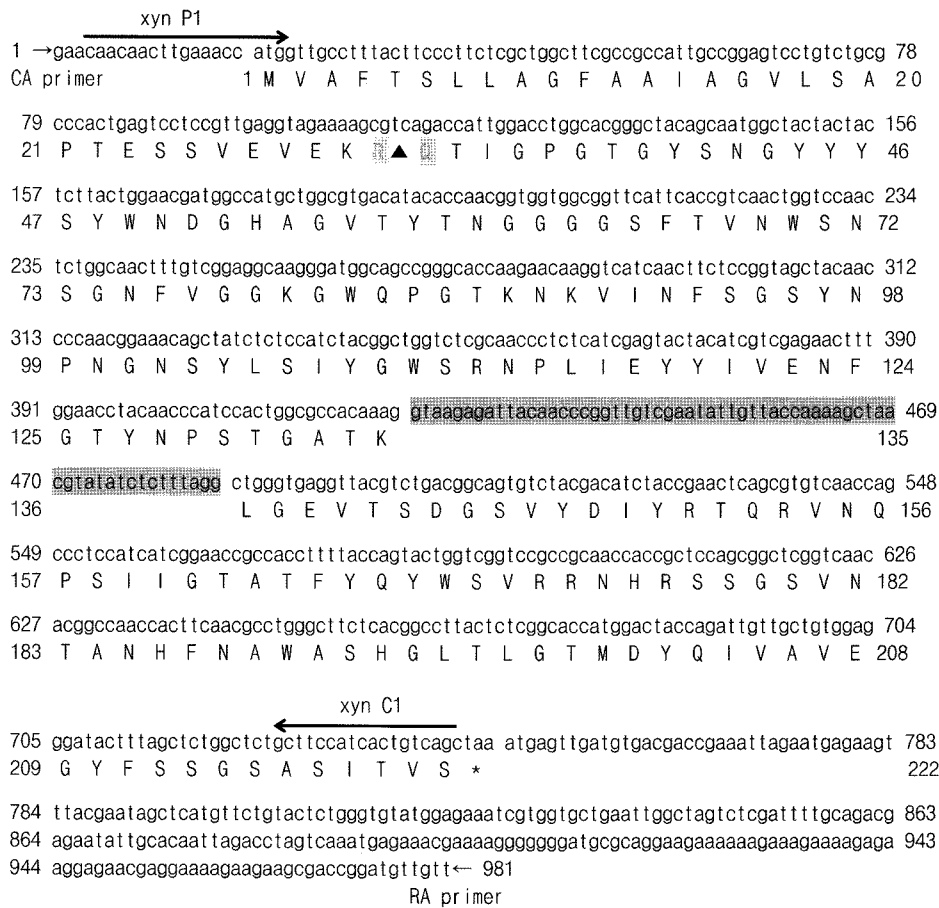 xyn P1
1 →gaacaacaacttgaaacc atggttgcctttacttcccttctcgctggcttcgccgccattgccggagtcctgtctgcg 78
CA primer 1 M V A F T S L L A G F A A I A G V L S A 20
79 cccactgagtcctccgttgaggtagaaaagcgtcagaccattggacctggcacgggctacagcaatggctactactac 156
21 P T E S S V E V E K R ▲ Q T I G P G T G Y S N G Y Y Y 46
157 tcttactggaacgatggccatgctggcgtgacatacaccaacggtggtggcggttcattcaccgtcaactggtccaac 234
47 S Y W N D G H A G V T Y T N G G G G S F T V N W S N 72
235 tctggcaactttgtcggaggcaagggatggcagccgggcaccaagaacaaggtcatcaacttctccggtagctacaac 312
73 S G N F V G G K G W Q P G T K N K V I N F S G S Y N 98
313 cccaacggaaacagctatctctccatctacggctggtctcgcaaccctctcatcgagtactacatcgtcgagaacttt 390
99 P N G N S Y L S I Y G W S R N P L I E Y Y I V E N F 124
391 ggaacctacaacccatccactggcgccacaaag gtaagagattacaacccggttgtcgaatattgttaccaaaagctaa 469
125 G T Y N P S T G A T K 135
470 cgtatatctctttagg ctgggtgaggttacgtctgacggcagtgtctacgacatctaccgaactcagcgtgtcaaccag 548
136 L G E V T S D G S V Y D I Y R T Q R V N Q 156
549 ccctccatcatcggaaccgccaccttttaccagtactggtcggtccgccgcaaccaccgctccagcggctcggtcaac 626
157 P S I I G T A T F Y Q Y W S V R R N H R S S G S V N 182
627 acggccaaccacttcaacgcctgggcttctcacggccttactctcggcaccatggactaccagattgttgctgtggag 704
183 T A N H F N A W A S H G L T L G T M D Y Q I V A V E 208
xyn C1
705 ggatactttagctctggctctgcttccatcactgtcagctaa atgagttgatgtgacgaccgaaattagaatgagaagt 783
209 G Y F S S G S A S I T V S * 222
784 ttacgaatagctcatgttctgtactctgggtgtatggagaaatcgtggtgctgaattggctagtctcgattttgcagacg 863
864 agaatattgcacaattagacctagtcaaatgagaaacgaaaaggggggggatgcgcaggaagaaaaaagaaagaaaagaga 943
944 aggagaacgaggaaaagaagaagcgaccggatgttgtt← 981
RA primer